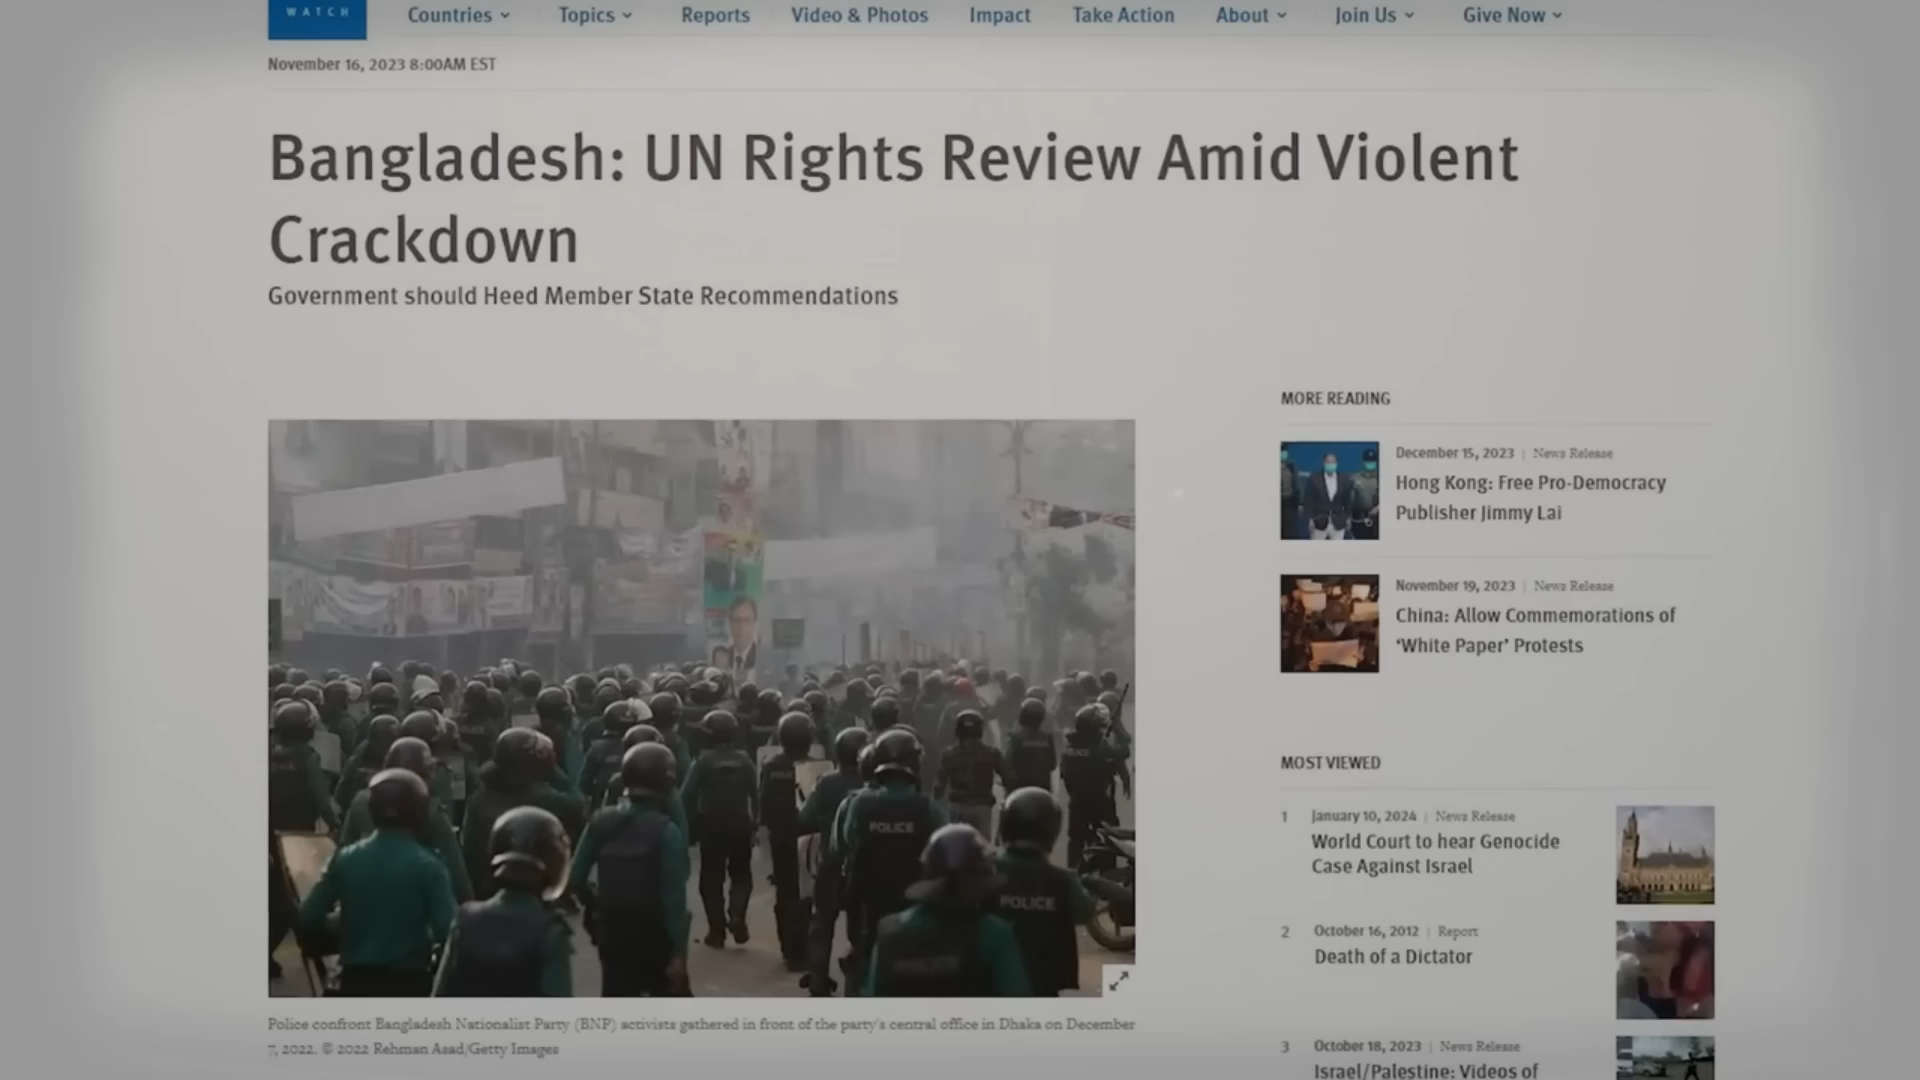 WATCH
Countries Topics Reports Video & Photos Impact Take Action About Join Us Give Now
November 16, 2023 8:00AM EST
Bangladesh: UN Rights Review Amid Violent
Crackdown
Government should Heed Member State Recommendations
POLICE
POLICE
Police confront Bangladesh Nationalist Party (BNP) activists gathered in front of the party's central office in Dhaka on December
7, 2022. © 2022 Rehman Asad/Getty Images
MORE READING
December 15, 2023 | News Release
Hong Kong: Free Pro-Democracy
Publisher Jimmy Lai
November 19, 2023 | News Release
China: Allow Commemorations of
‘White Paper’ Protests
MOST VIEWED
1 January 10, 2024 | News Release
World Court to hear Genocide
Case Against Israel
2 October 16, 2012 | Report
Death of a Dictator
3 October 18, 2023 | News Release
Israel/Palestine: Videos of